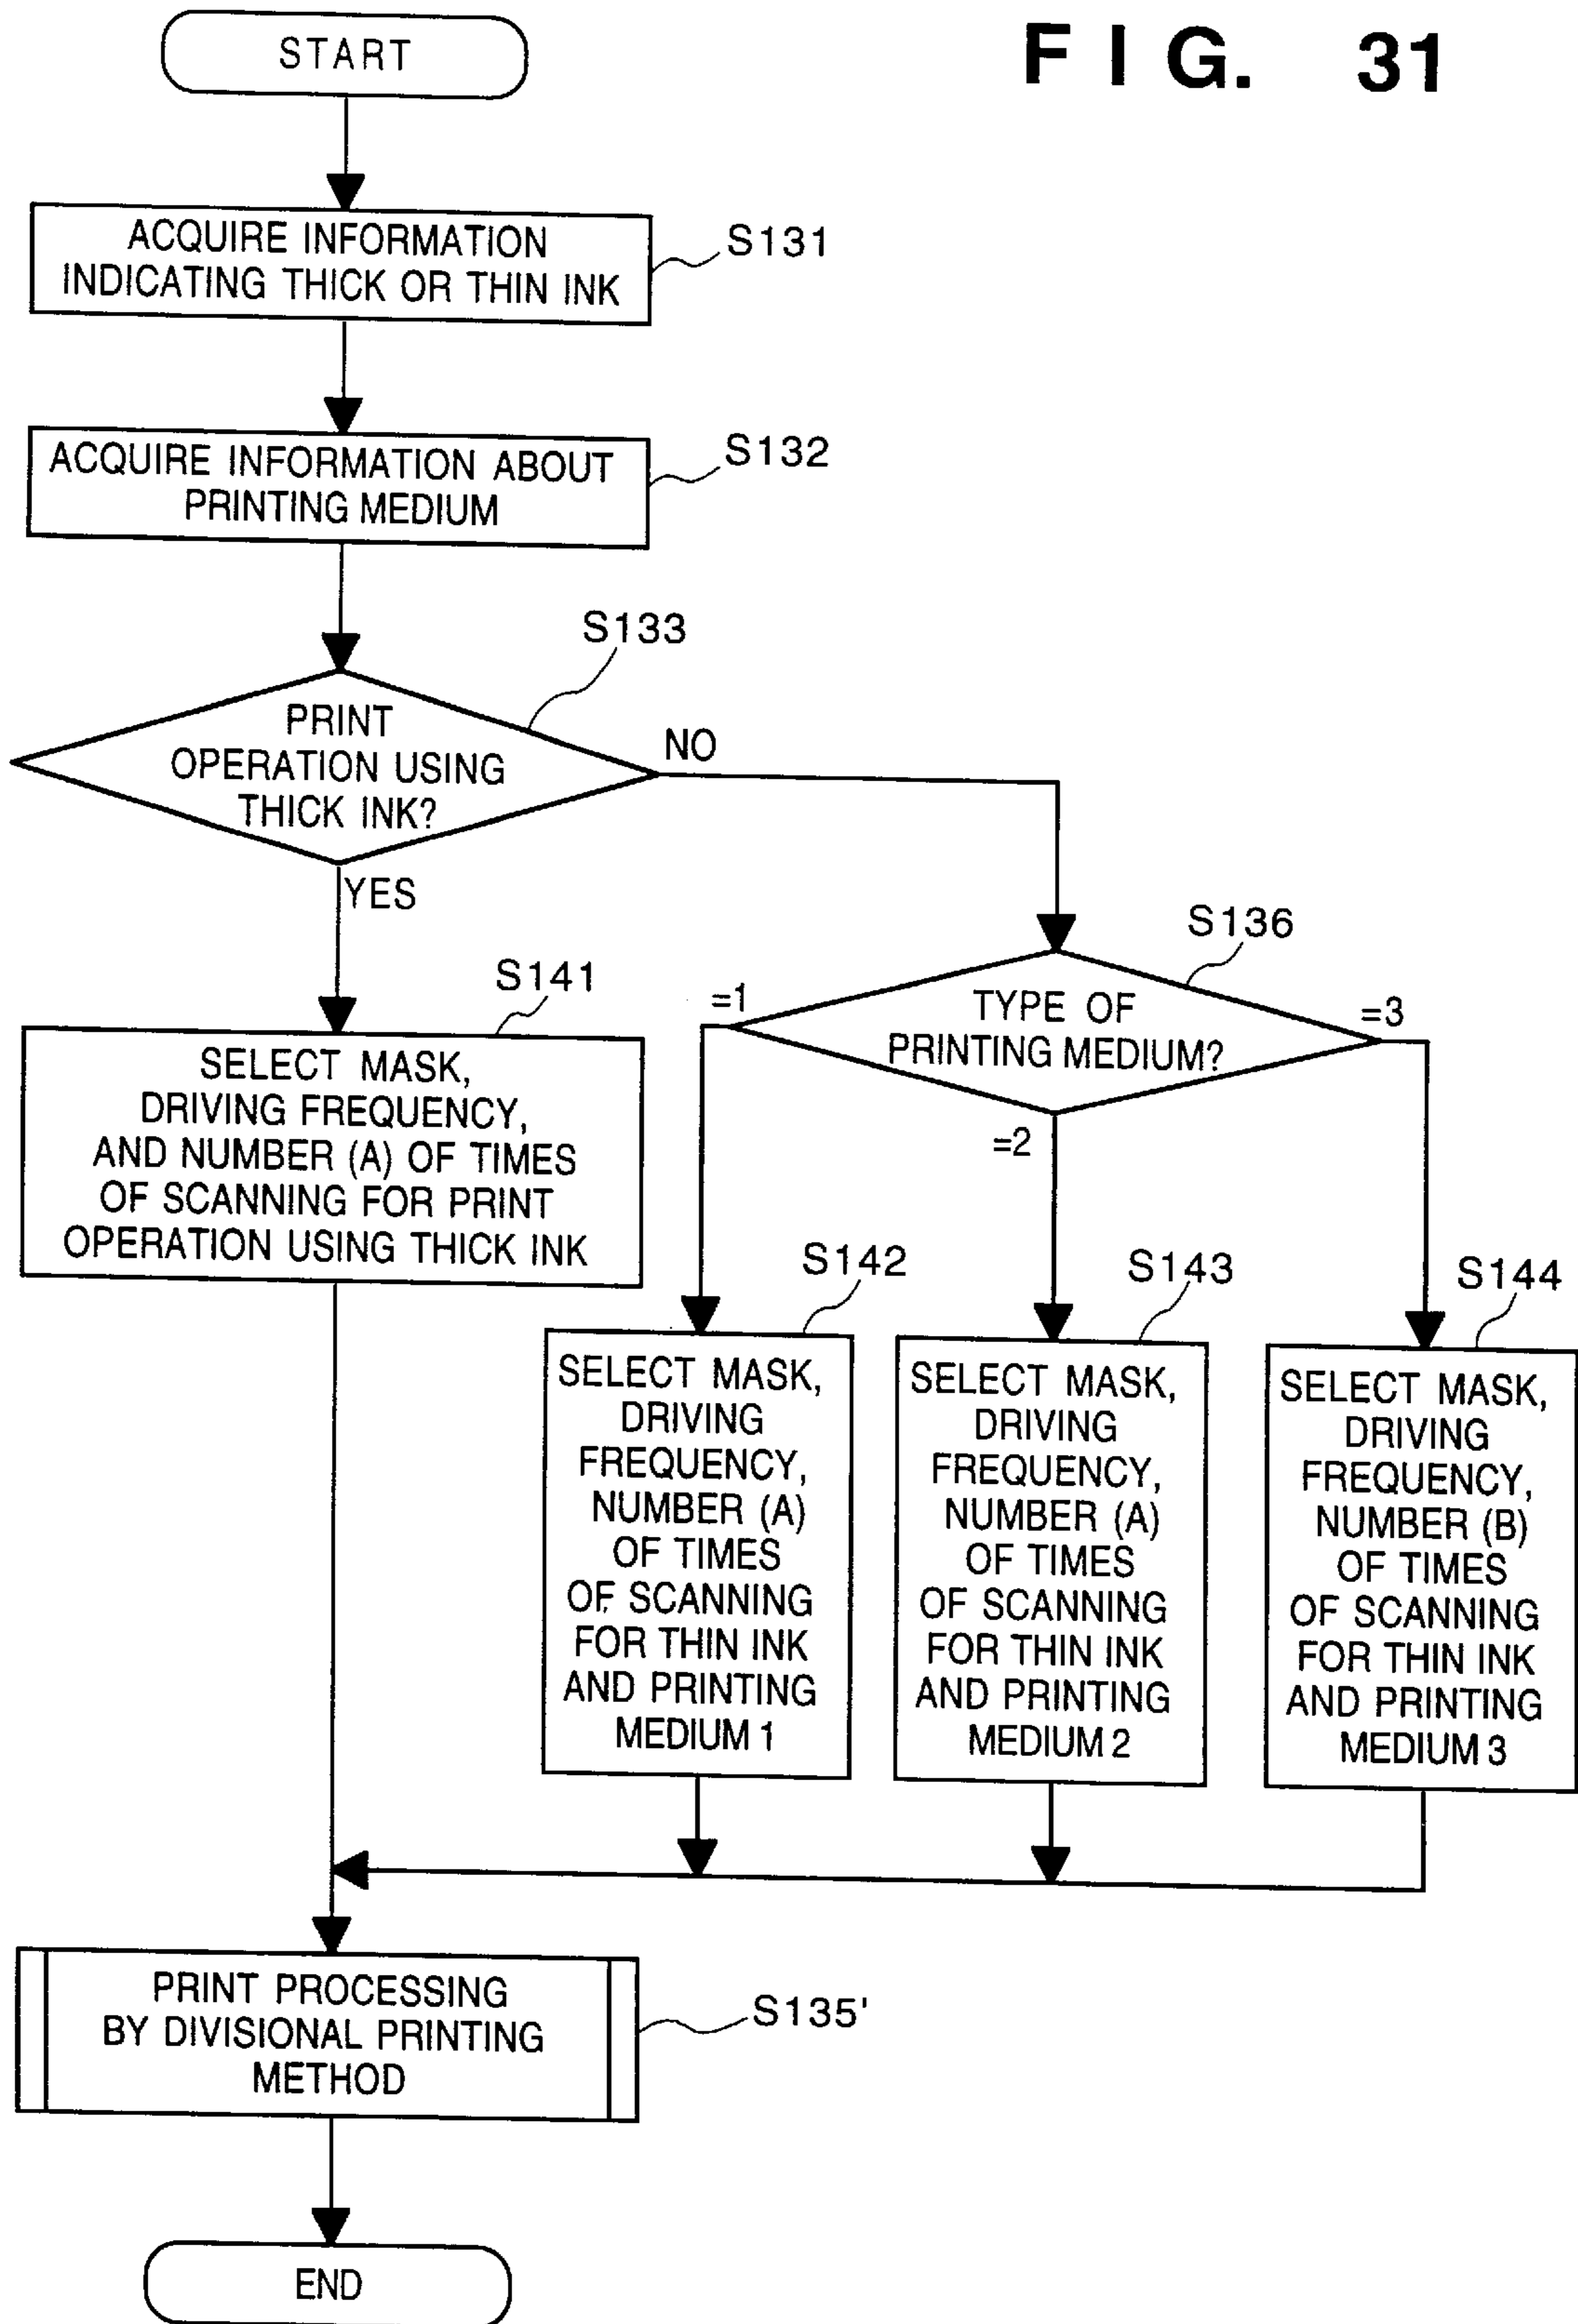 START
FIG. 31
ACQUIRE INFORMATION
INDICATING THICK OR THIN INK
S131
ACQUIRE INFORMATION ABOUT
PRINTING MEDIUM
S132
S133
PRINT
OPERATION USING
THICK INK?
NO
YES
S136
TYPE OF
PRINTING MEDIUM?
=1
=2
=3
S141
SELECT MASK,
DRIVING FREQUENCY,
AND NUMBER (A) OF TIMES
OF SCANNING FOR PRINT
OPERATION USING THICK INK
S142
SELECT MASK,
DRIVING
FREQUENCY,
NUMBER (A)
OF TIMES
OF SCANNING
FOR THIN INK
AND PRINTING
MEDIUM 1
S143
SELECT MASK,
DRIVING
FREQUENCY,
NUMBER (A)
OF TIMES
OF SCANNING
FOR THIN INK
AND PRINTING
MEDIUM 2
S144
SELECT MASK,
DRIVING
FREQUENCY,
NUMBER (B)
OF TIMES
OF SCANNING
FOR THIN INK
AND PRINTING
MEDIUM 3
PRINT PROCESSING
BY DIVISIONAL PRINTING
METHOD
S135'
END